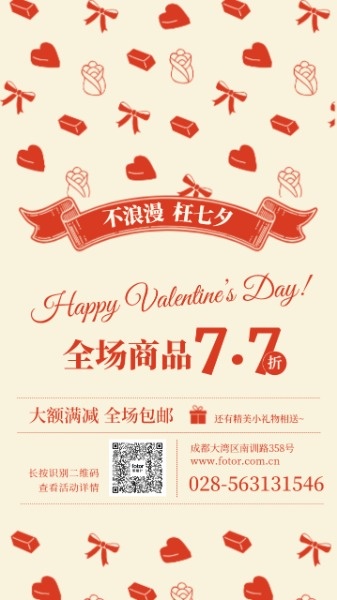 不浪漫 枉七夕
Happy Valentine's Day!
全场商品7.7折
大额满减 全场包邮
还有精美小礼物相送~
长按识别二维码
查看活动详情
fotor
成都大湾区南训路358号
www.fotor.com.cn
028-563131546